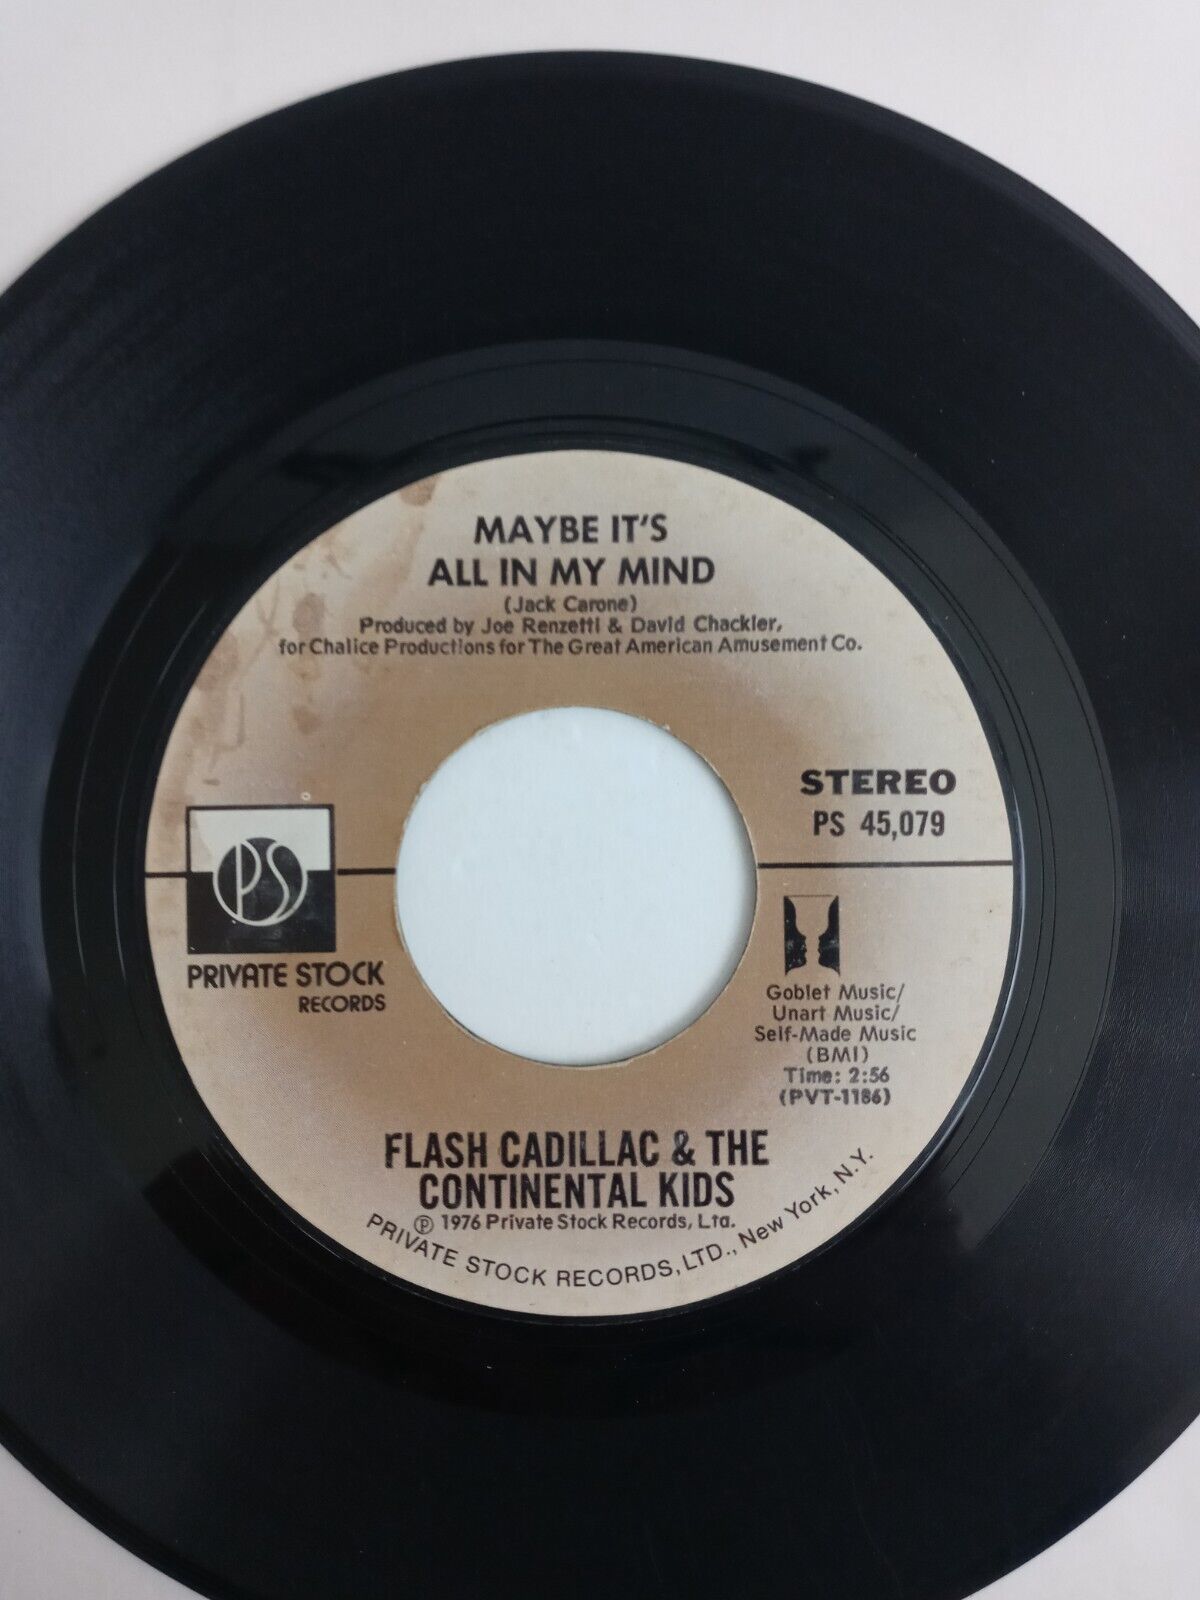 MAYBE IT'S
ALL IN MY MIND
(Jack Carone)
Produced by Joe Renzetti & David Chackler,
for Chalice Productions for The Great American Amusement Co.
STEREO
PS 45,079
PS
PRIVATE STOCK
RECORDS
Goblet Music/
Unart Music/
Self-Made Music
(BMI)
Time: 2:56
(PVT-1186)
FLASH CADILLAC & THE
CONTINENTAL KIDS
Ⓟ 1976 Private Stock Records, Ltd.
PRIVATE STOCK RECORDS, LTD., New York, N.Y.